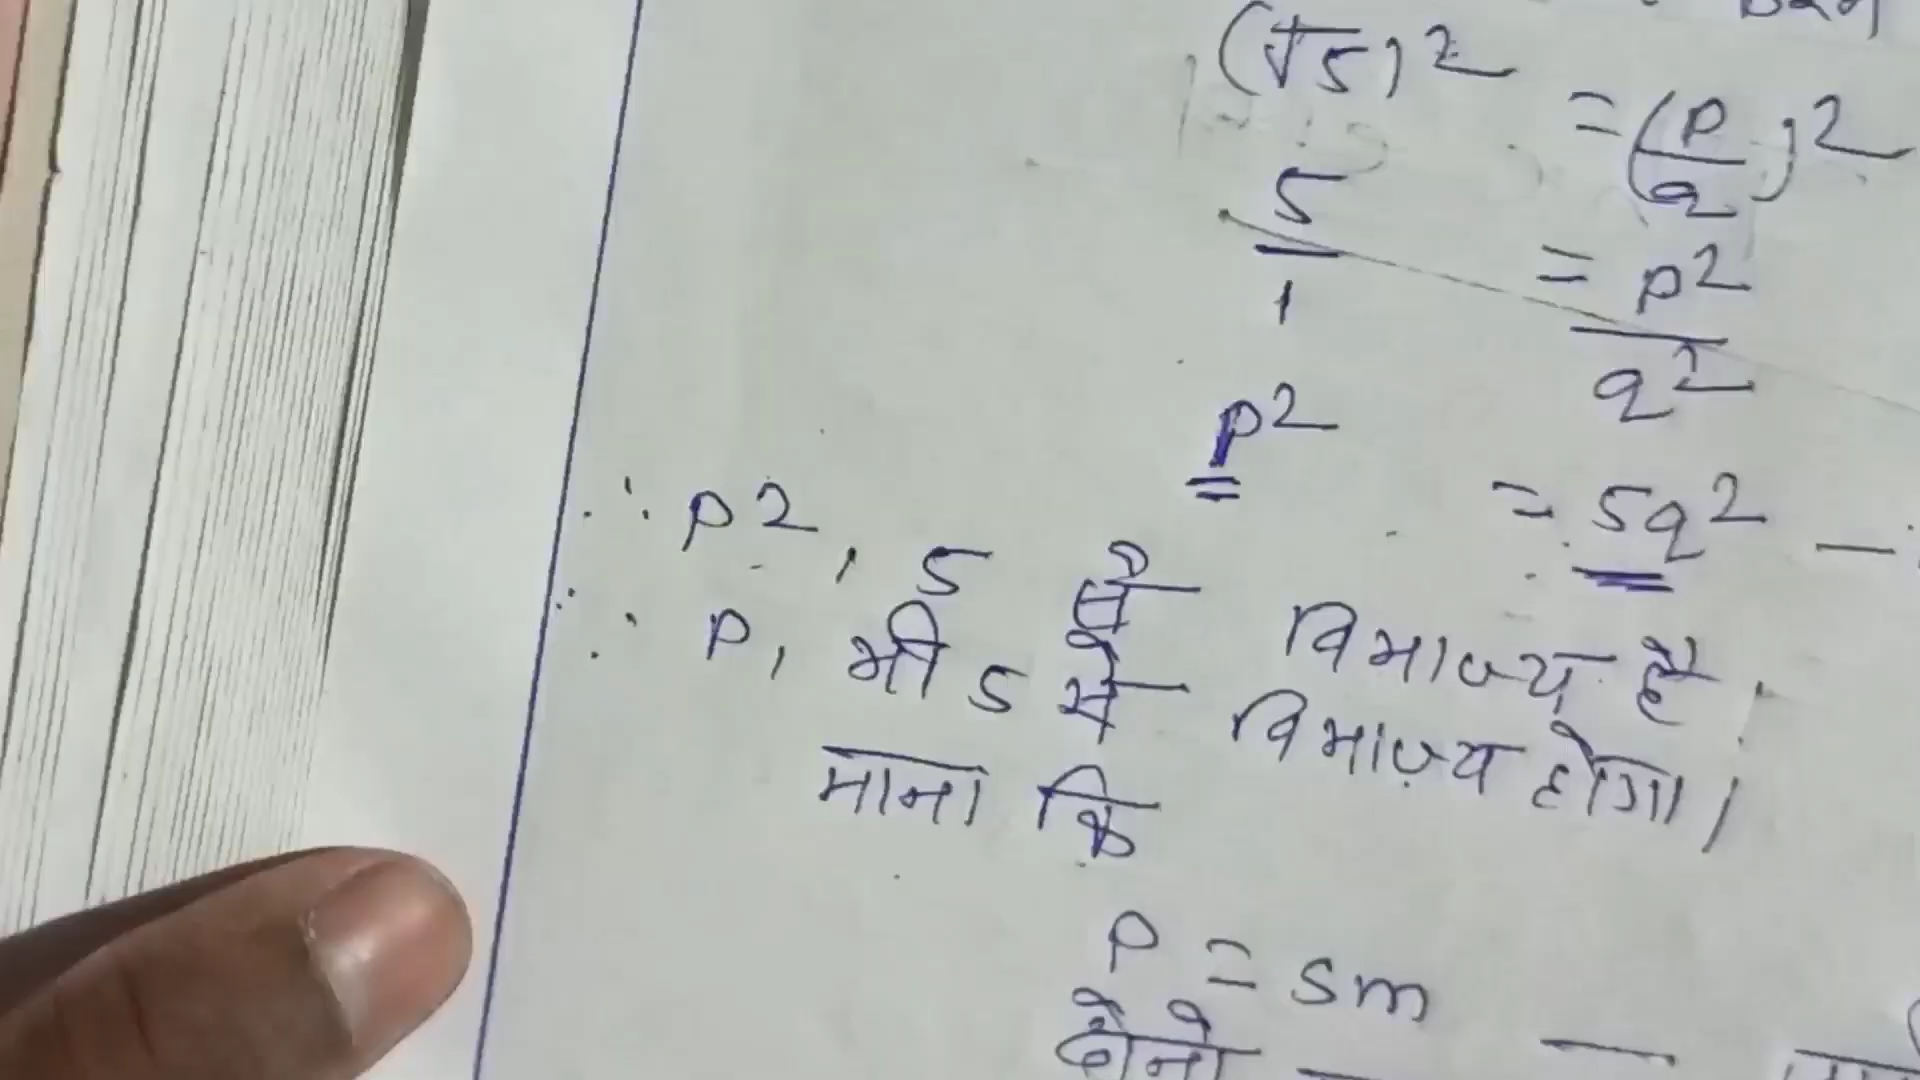 (√5)² = (p/q)²
5/1 = p²/q²
p² = 5q² —
∴ p2, 5 से विभाज्य है।
∴ p, भी 5 से विभाज्य होगा।
माना कि
P = 5m
दोनो